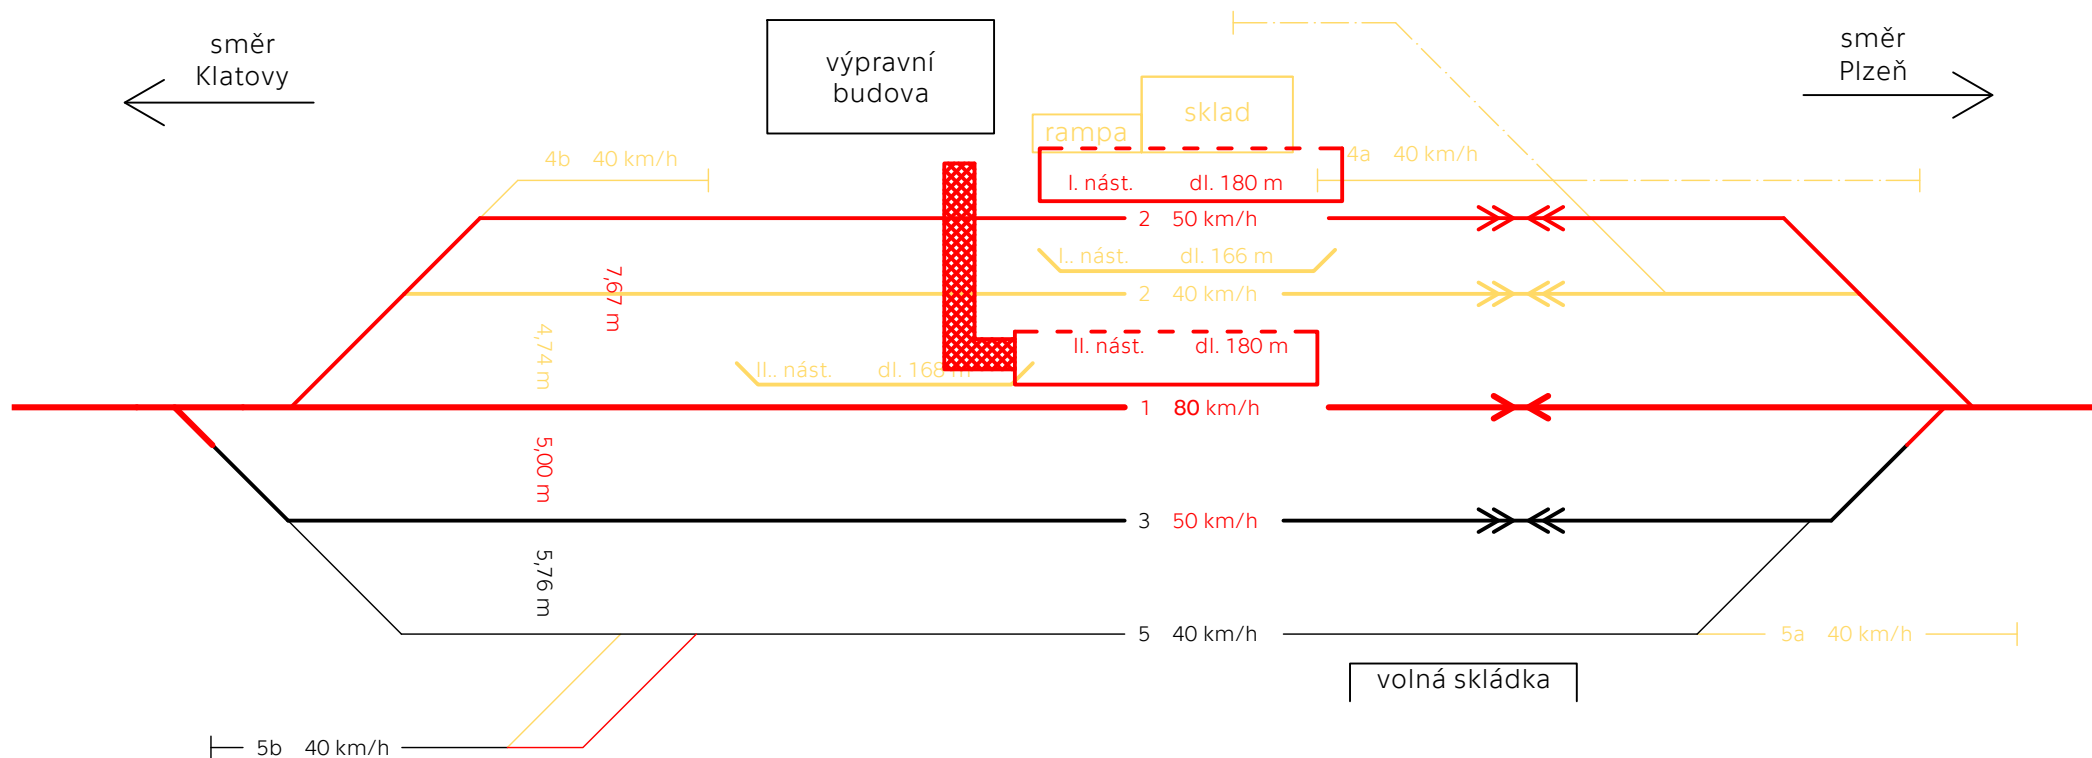 směr
Klatovy
výpravní
budova
směr
Plzeň
sklad
rampa
4b 40 km/h
4a 40 km/h
I. nást. dl. 180 m
2 50 km/h
I.. nást. dl. 166 m
7,67 m
2 40 km/h
4,74 m
II. nást. dl. 180 m
II.. nást. dl. 168 m
1 80 km/h
5,00 m
3 50 km/h
5,76 m
5 40 km/h
5a 40 km/h
volná skládka
5b 40 km/h